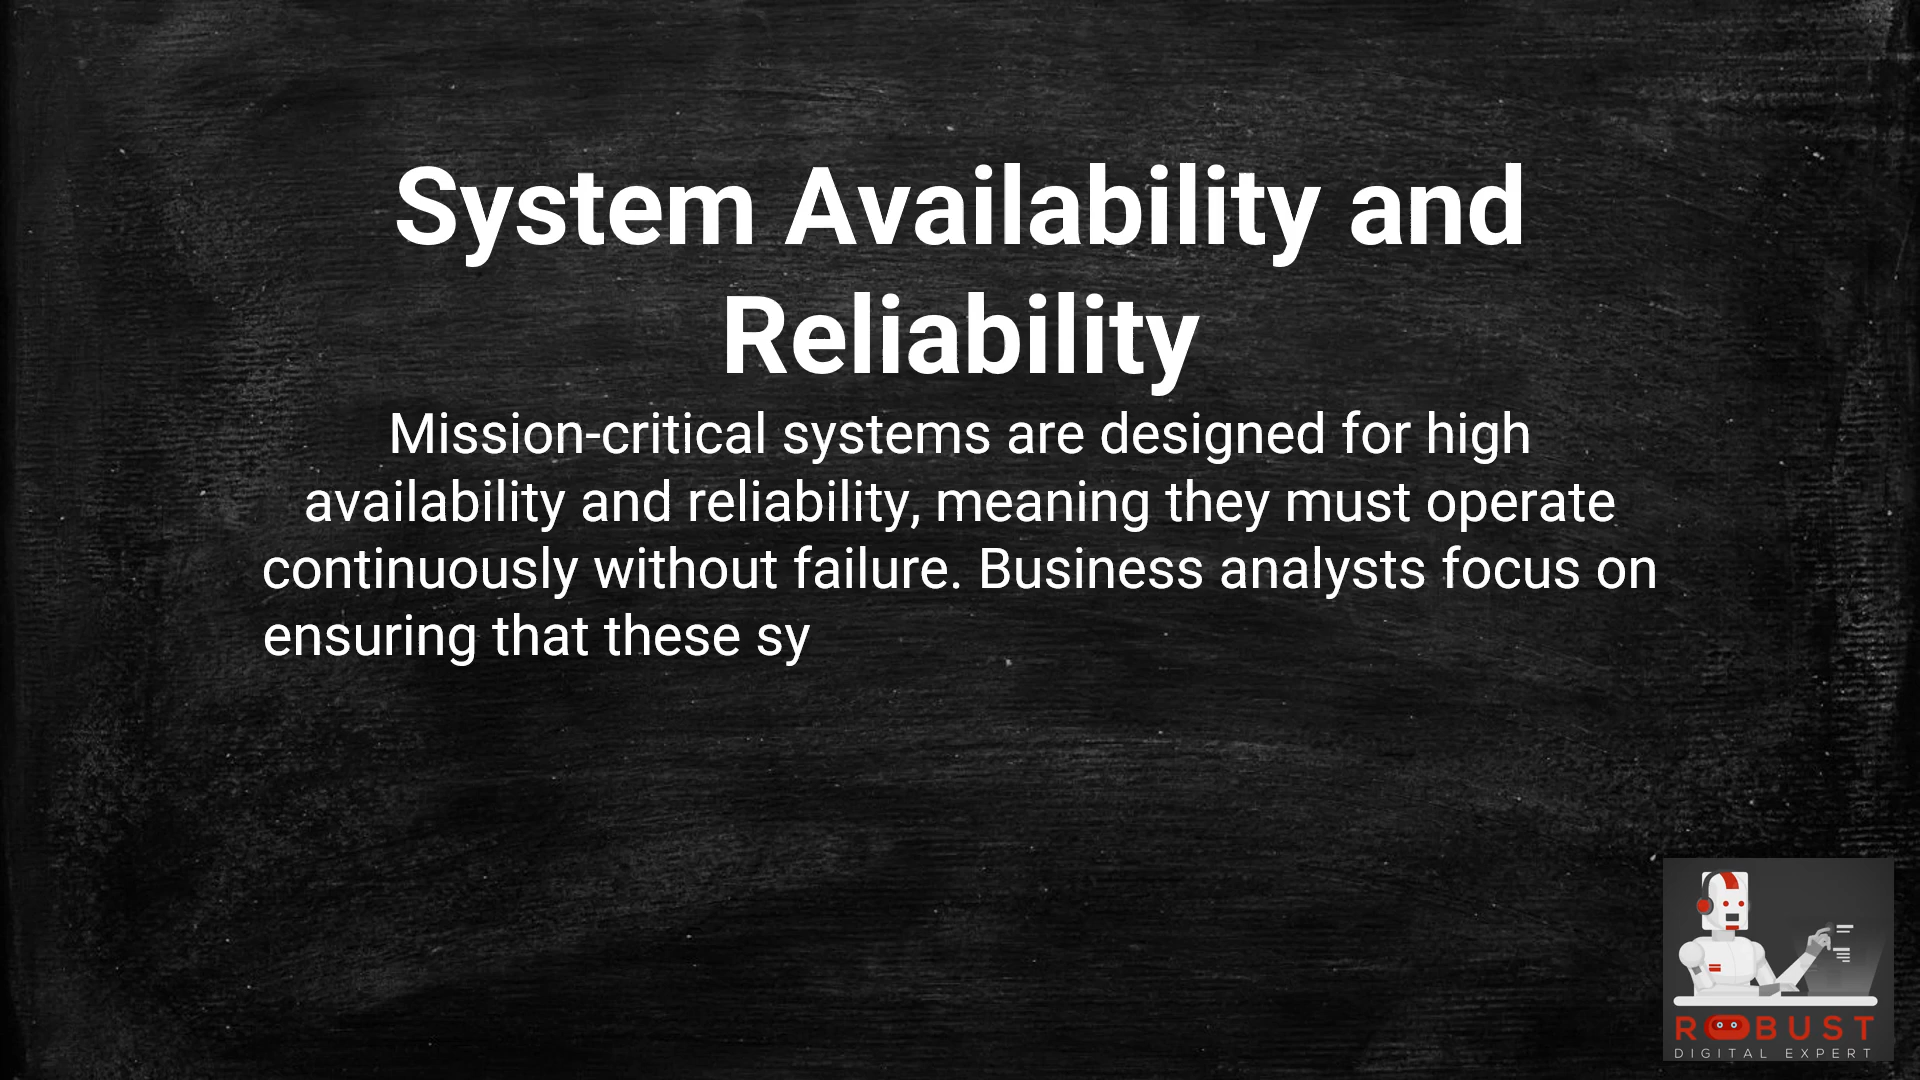 System Availability and
Reliability
Mission-critical systems are designed for high
availability and reliability, meaning they must operate
continuously without failure. Business analysts focus on
ensuring that these sy
ROBUST
DIGITAL EXPERT